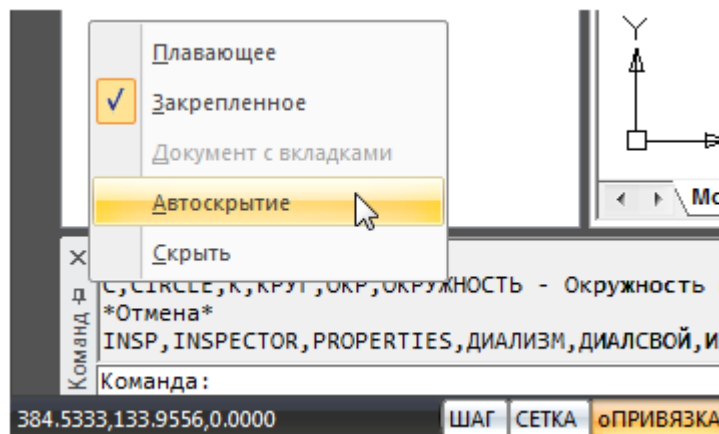 Плавающее
Закрепленное
Документ с вкладками
Автоскрытие
Скрыть
Y
C,CIRCLE,К,КРУГ,ОКР,ОКРУЖНОСТЬ - Окружность
*Отмена*
INSP,INSPECTOR,PROPERTIES,ДИАЛИЗМ,ДИАЛСВОЙ,И
Команд
Команда:
384.5333,133.9556,0.0000
ШАГ
СЕТКА
оПРИВЯЗКА